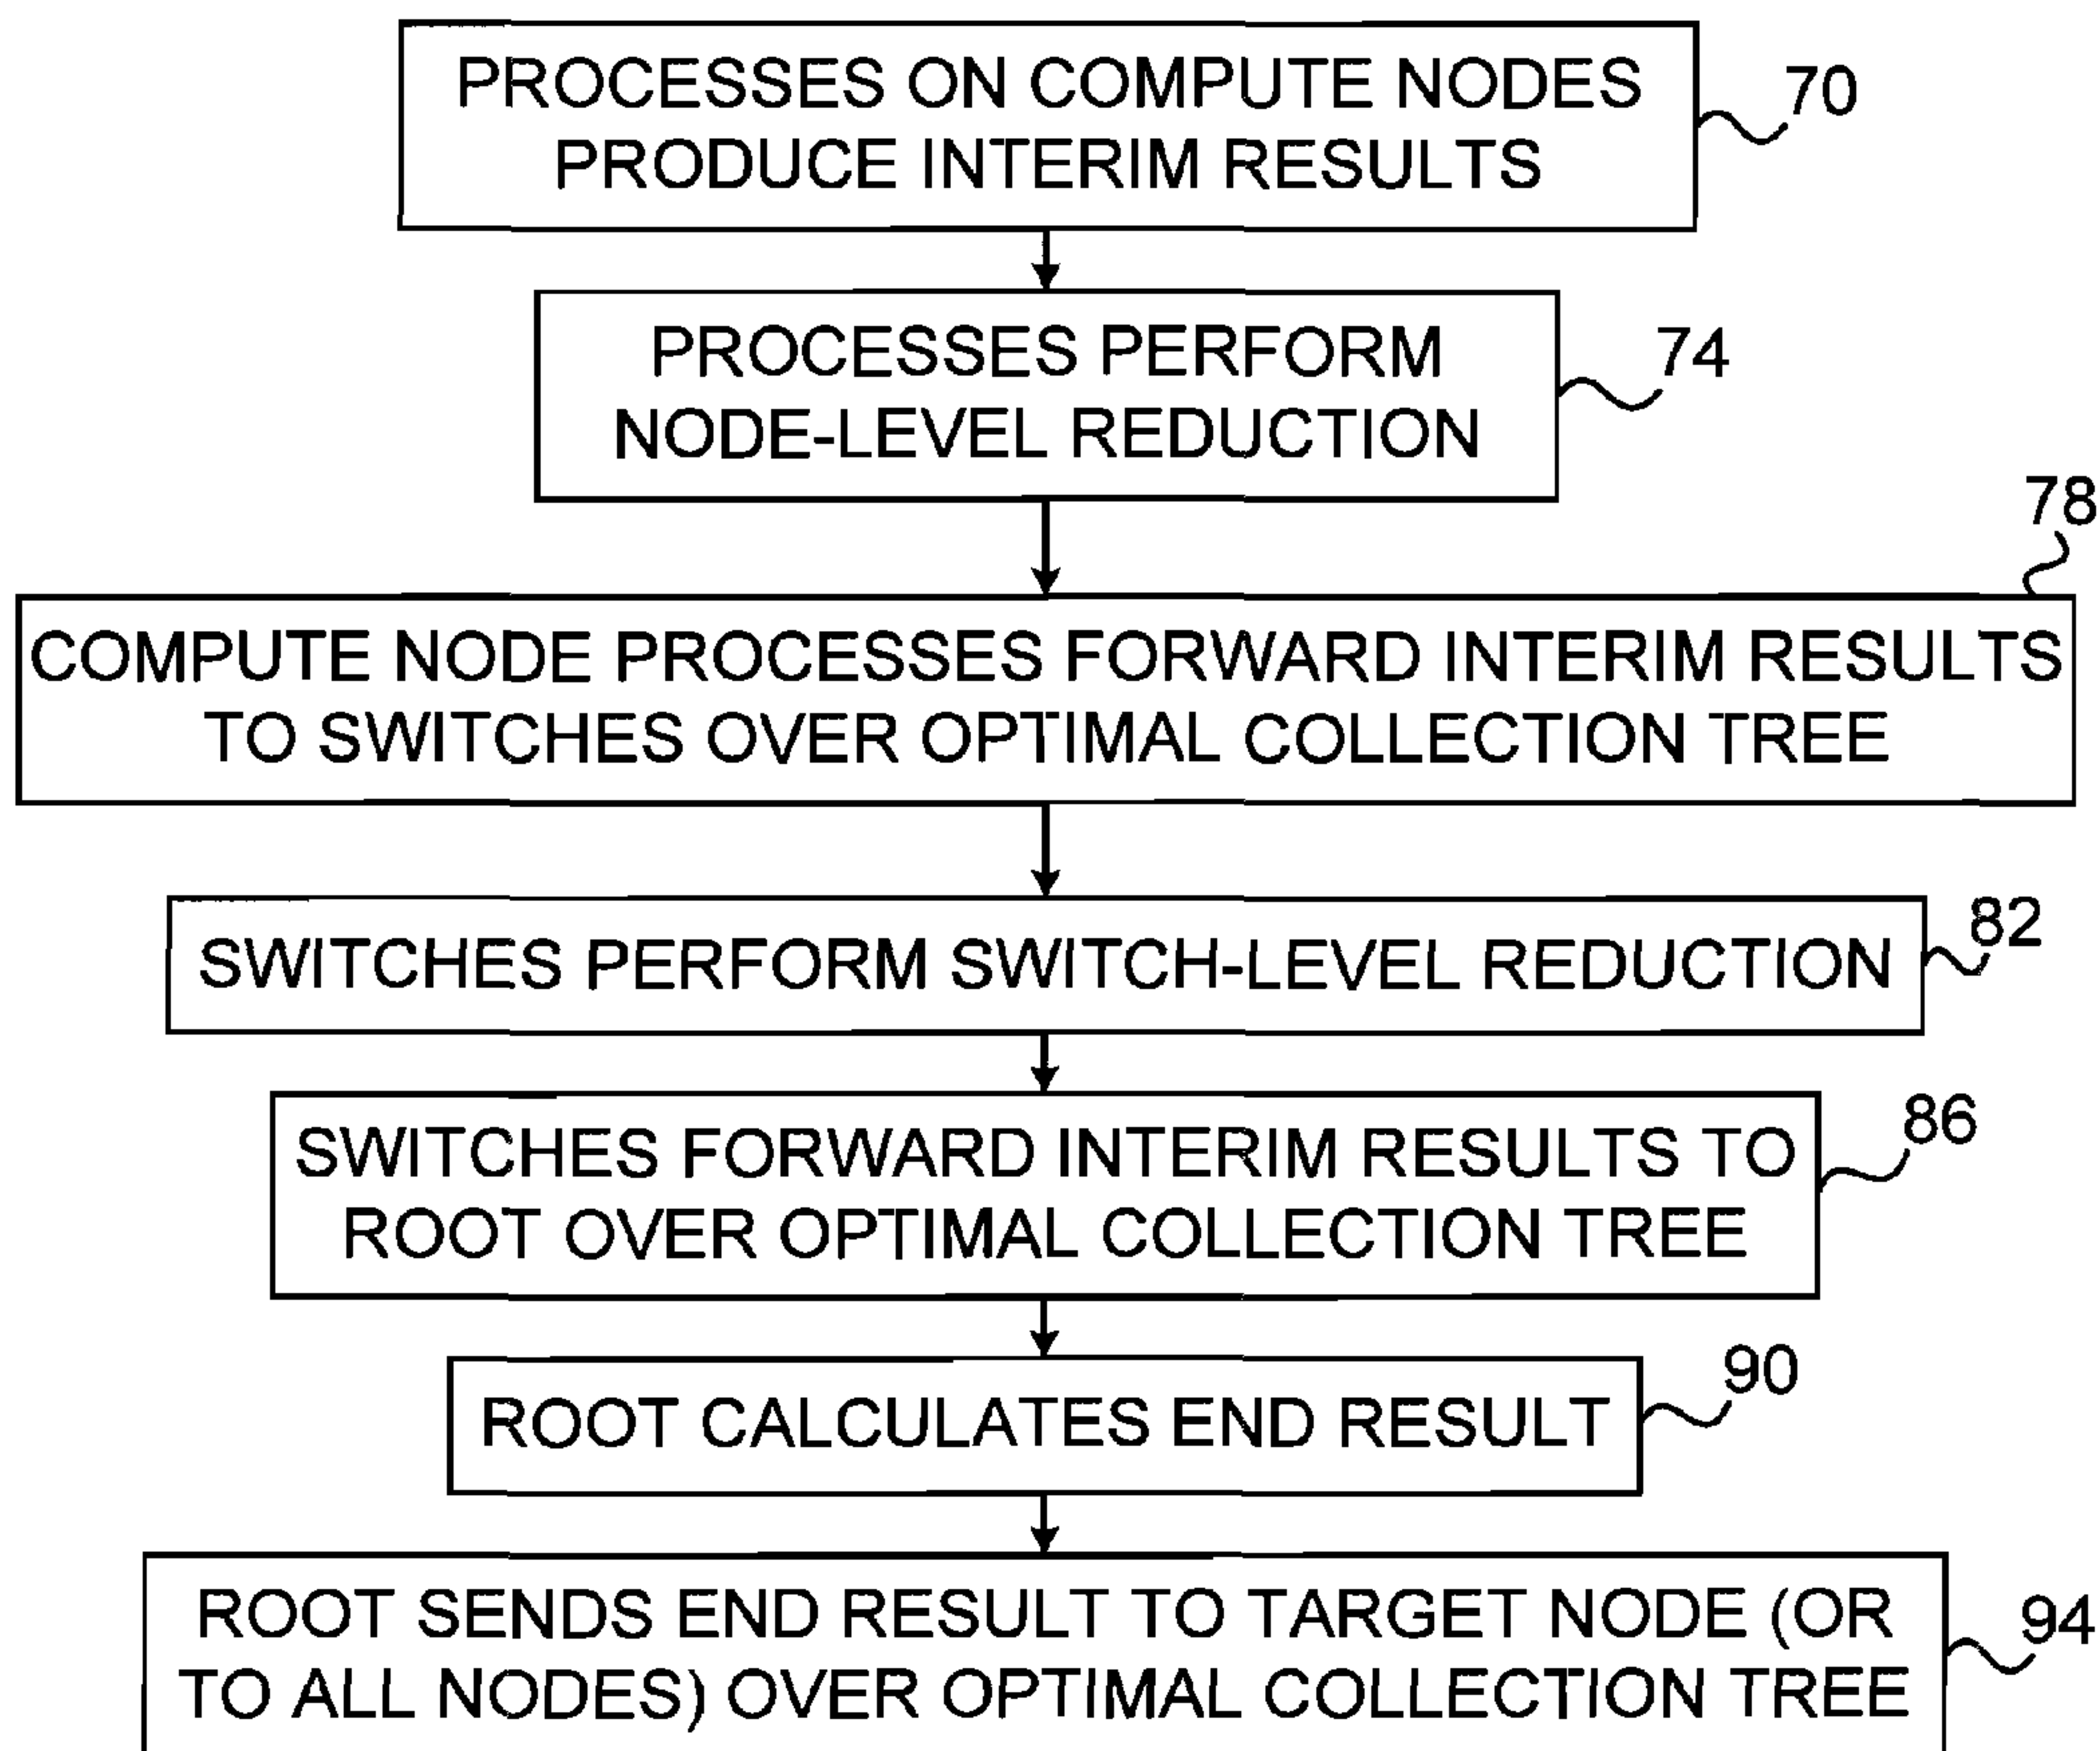 PROCESSES ON COMPUTE NODES
PRODUCE INTERIM RESULTS
70
PROCESSES PERFORM
NODE-LEVEL REDUCTION
74
78
COMPUTE NODE PROCESSES FORWARD INTERIM RESULTS
TO SWITCHES OVER OPTIMAL COLLECTION TREE
SWITCHES PERFORM SWITCH-LEVEL REDUCTION
82
SWITCHES FORWARD INTERIM RESULTS TO
ROOT OVER OPTIMAL COLLECTION TREE
86
ROOT CALCULATES END RESULT
90
ROOT SENDS END RESULT TO TARGET NODE (OR
TO ALL NODES) OVER OPTIMAL COLLECTION TREE
94